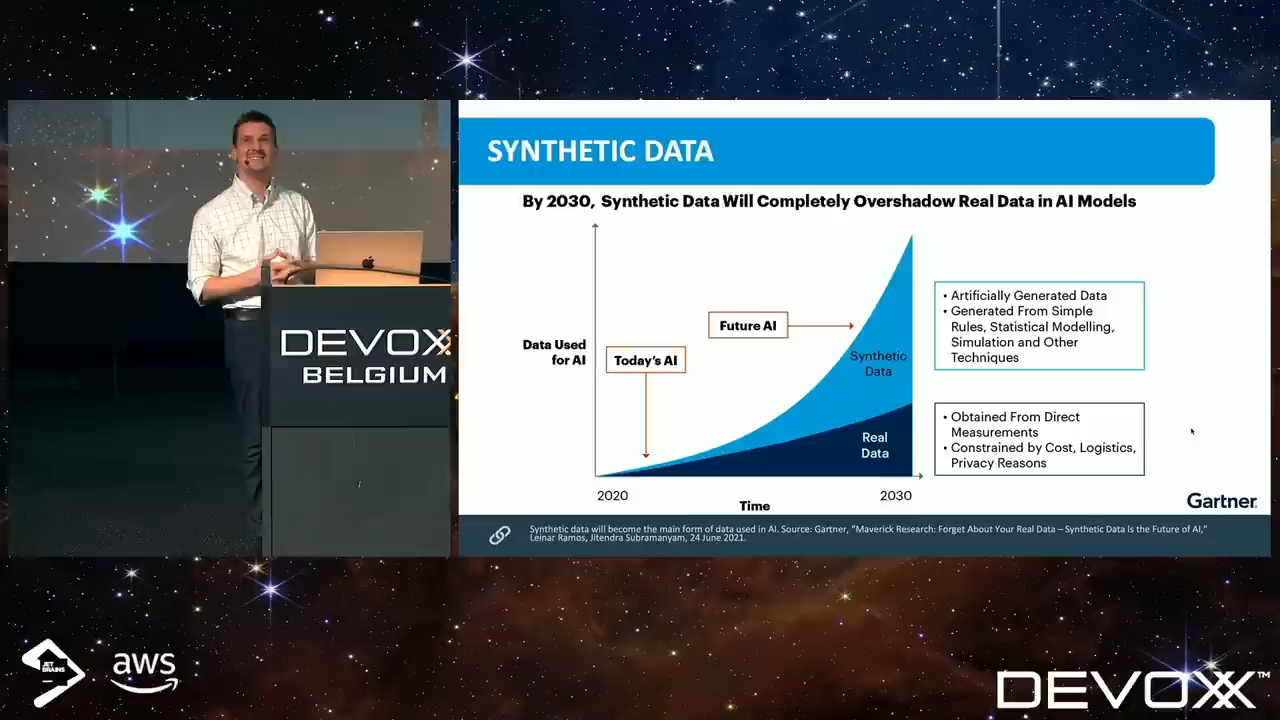 SYNTHETIC DATA
By 2030, Synthetic Data Will Completely Overshadow Real Data in AI Models
Data Used
for AI
Today's AI
Future AI
Synthetic
Data
Real
Data
2020
2030
Time
• Artificially Generated Data
• Generated From Simple
Rules, Statistical Modelling,
Simulation and Other
Techniques
• Obtained From Direct
Measurements
• Constrained by Cost, Logistics,
Privacy Reasons
Gartner
Synthetic data will become the main form of data used in AI. Source: Gartner, "Maverick Research: Forget About Your Real Data – Synthetic Data Is the Future of AI,"
Leinar Ramos, Jitendra Subramanyam, 24 June 2021.
DEVOXX
BELGIUM
JET
BRAINS
aws
DEVOXX™